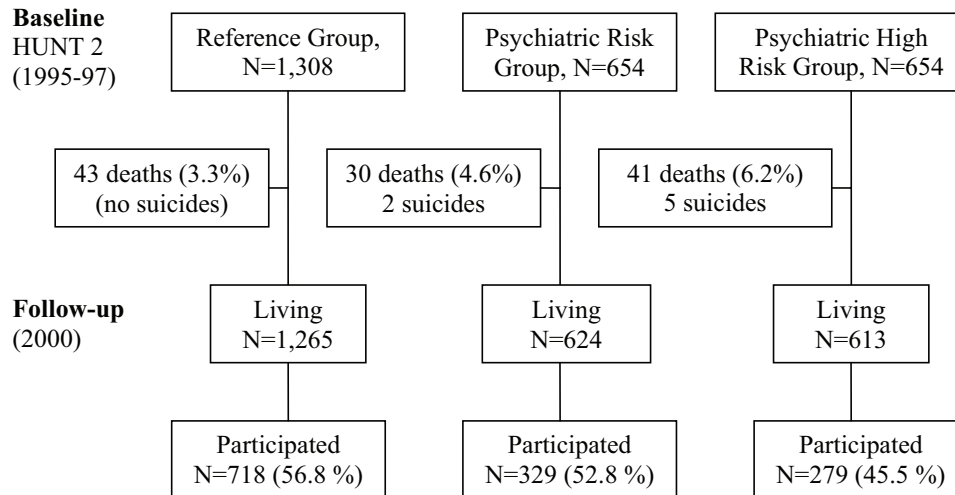 Baseline
HUNT 2
(1995-97)
Reference Group,
N=1,308
Psychiatric Risk
Group, N=654
Psychiatric High
Risk Group, N=654
43 deaths (3.3%)
(no suicides)
30 deaths (4.6%)
2 suicides
41 deaths (6.2%)
5 suicides
Follow-up
(2000)
Living
N=1,265
Living
N=624
Living
N=613
Participated
N=718 (56.8 %)
Participated
N=329 (52.8 %)
Participated
N=279 (45.5 %)